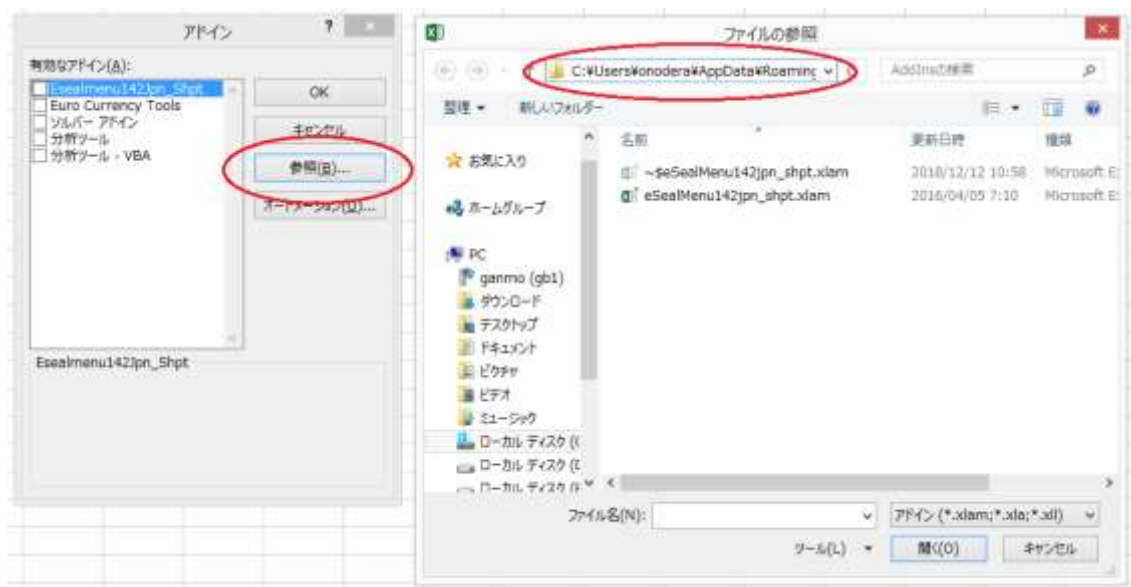 アドイン
?
有効なアドイン(A):
Esealmenu142Jpn_Shpt
Euro Currency Tools
ソルバー アドイン
分析ツール
分析ツール - VBA
OK
キャンセル
参照(B)...
オートメーション(U)...
Esealmenu142Jpn_Shpt
ファイルの参照
C:¥Users¥onodera¥AppData¥Roaming
AddInsの検索
整理
新しいフォルダー
名前
更新日時
種類
お気に入り
~$eSealMenu142jpn_shpt.xlam
2018/12/12 10:58
Microsoft E
eSealMenu142jpn_shpt.xlam
2016/04/05 7:10
Microsoft E
ホームグループ
PC
ganmo (gb1)
ダウンロード
デスクトップ
ドキュメント
ピクチャ
ビデオ
ミュージック
ローカル ディスク (
ローカル ディスク (
ローカル ディスク (
ファイル名(N):
アドイン (*.xlam;*.xla;*.xll)
ツール(L)
開く(O)
キャンセル